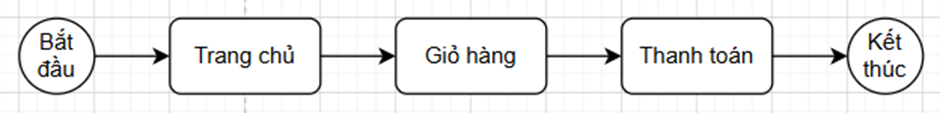 Bắt
đầu
Trang chủ
Giỏ hàng
Thanh toán
Kết
thúc